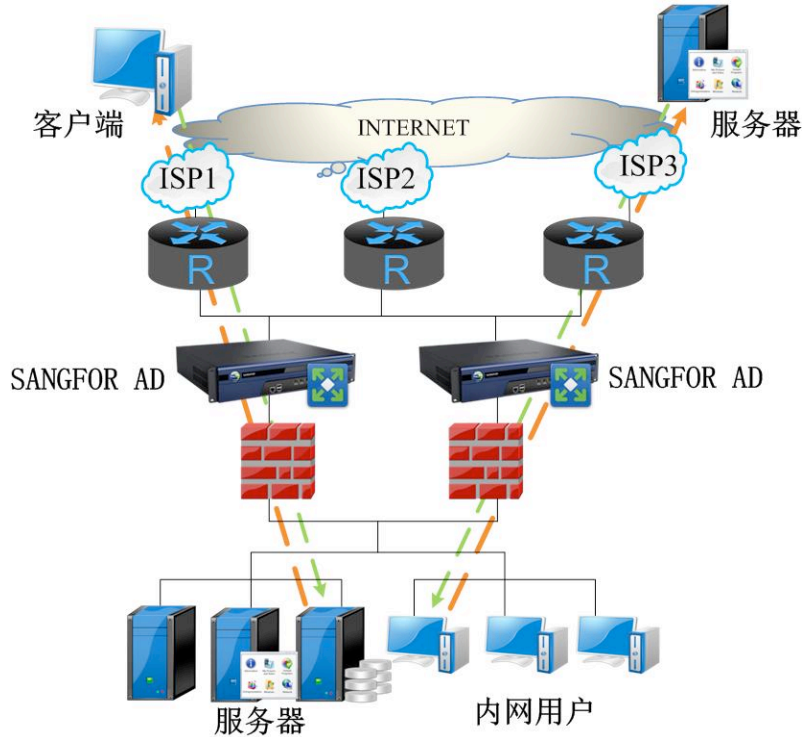 客户端
服务器
INTERNET
ISP1
ISP2
ISP3
R
R
R
SANGFOR AD
SANGFOR AD
服务器
内网用户